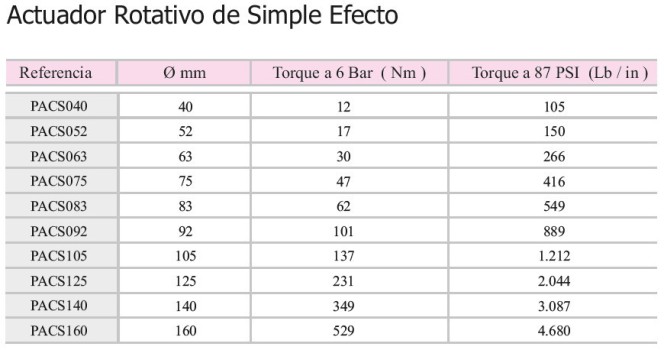 Actuador Rotativo de Simple Efecto
Referencia Ø mm Torque a 6 Bar ( Nm ) Torque a 87 PSI (Lb / in )
PACS040 40 12 105
PACS052 52 17 150
PACS063 63 30 266
PACS075 75 47 416
PACS083 83 62 549
PACS092 92 101 889
PACS105 105 137 1.212
PACS125 125 231 2.044
PACS140 140 349 3.087
PACS160 160 529 4.680